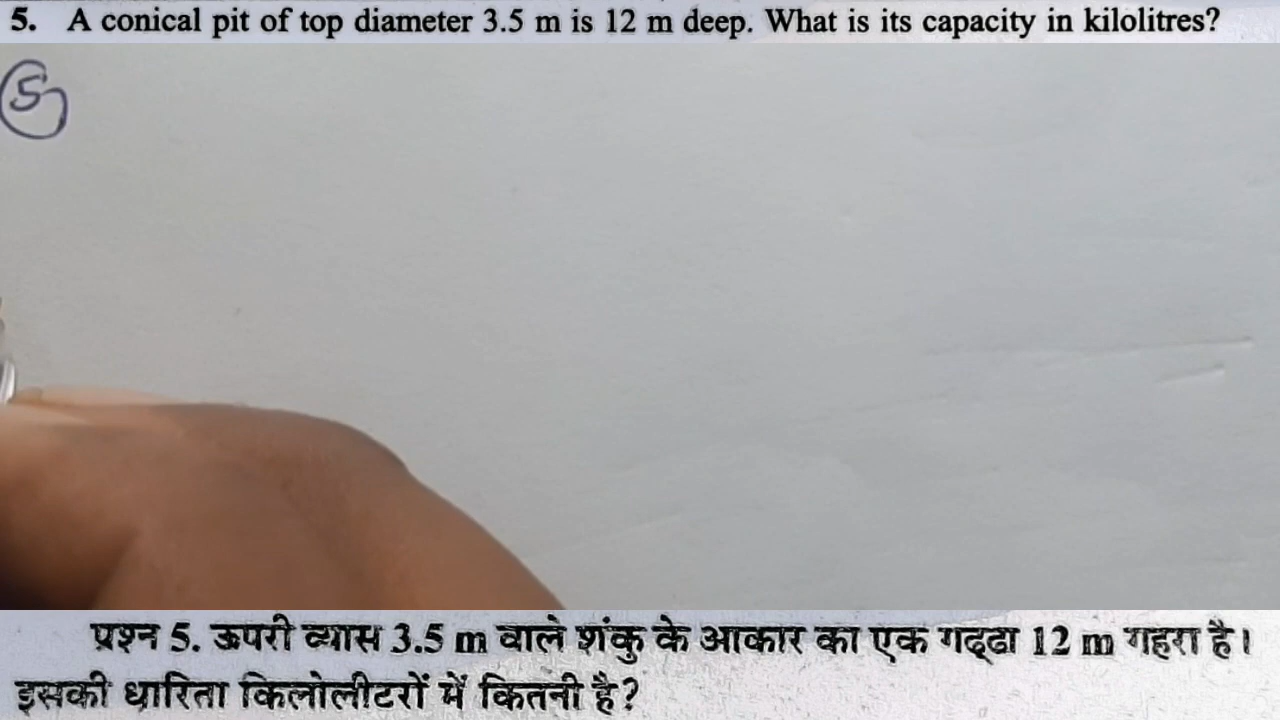 5. A conical pit of top diameter 3.5 m is 12 m deep. What is its capacity in kilolitres?
5
प्रश्न 5. ऊपरी व्यास 3.5 m वाले शंकु के आकार का एक गड्ढा 12 m गहरा है।
इसकी धारिता किलोलीटरों में कितनी है?